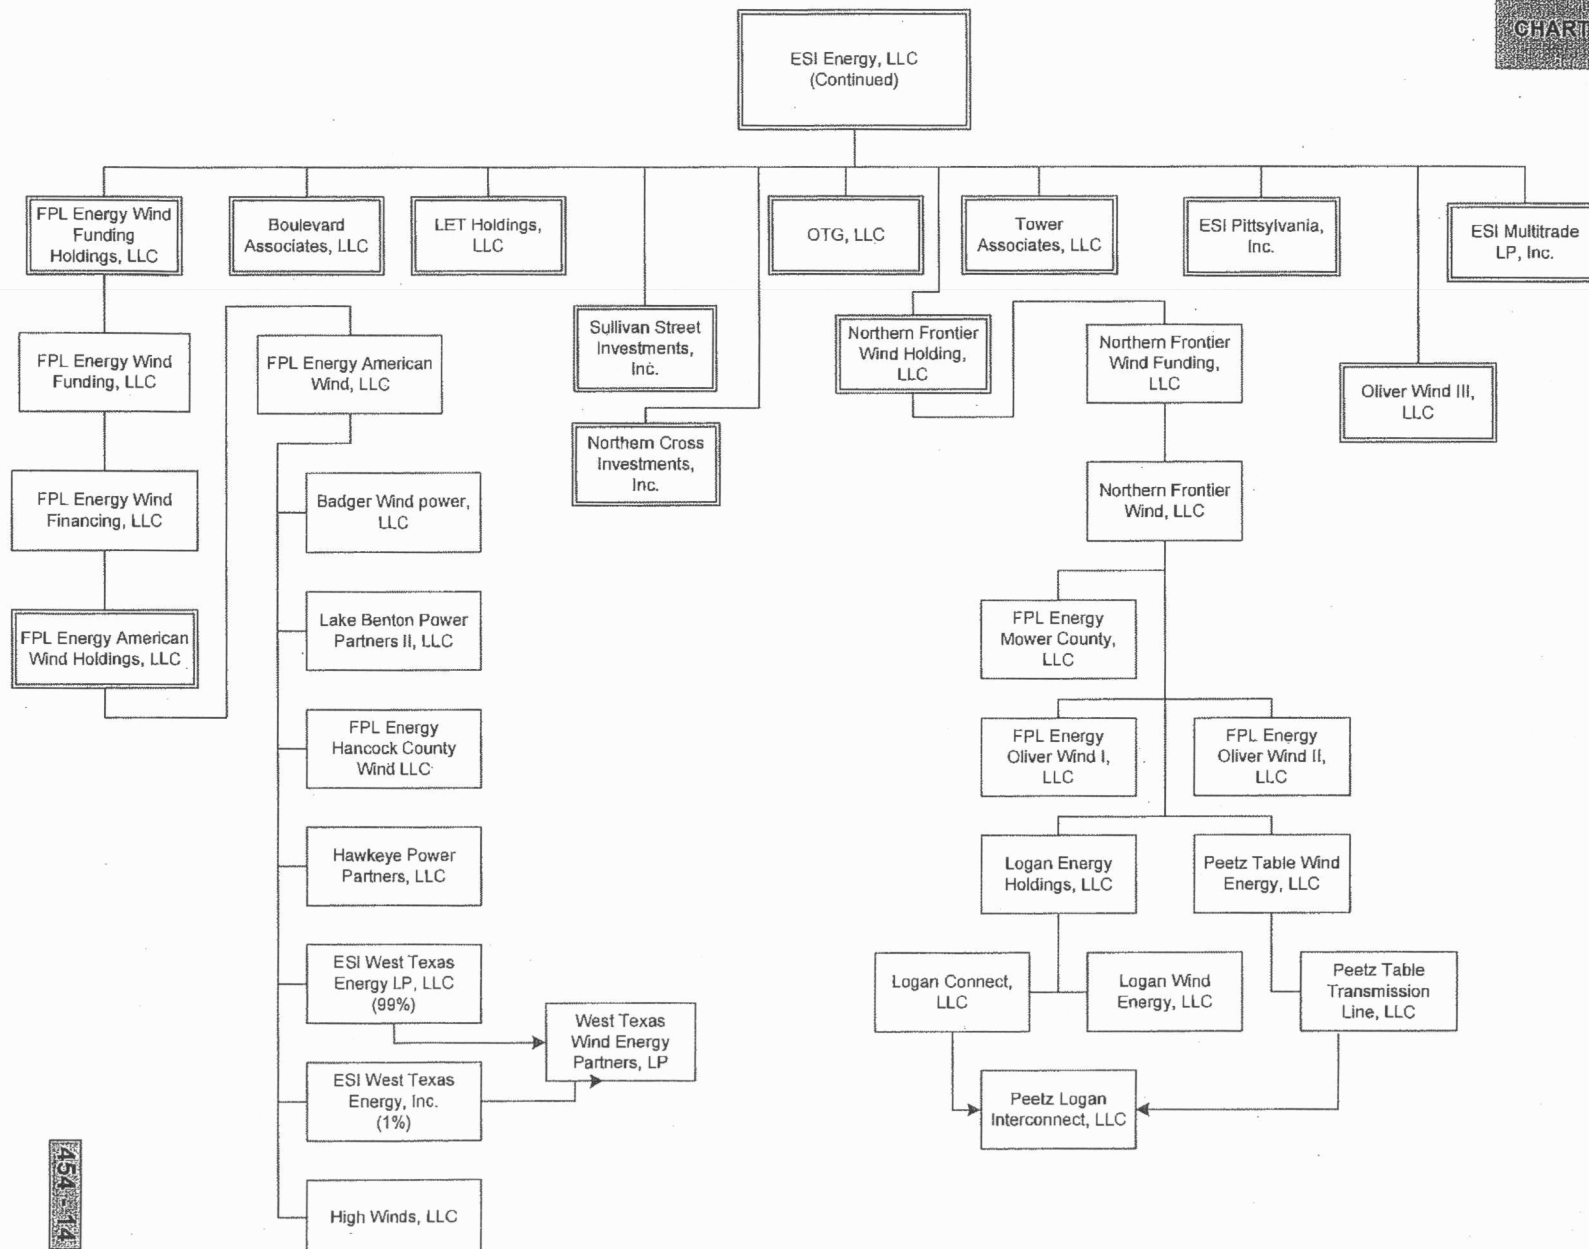 CHART
ESI Energy, LLC
(Continued)
FPL Energy Wind
Funding
Holdings, LLC
Boulevard
Associates, LLC
LET Holdings,
LLC
OTG, LLC
Tower
Associates, LLC
ESI Pittsylvania,
Inc.
ESI Multitrade
LP, Inc.
Sullivan Street
Investments,
Inc.
Northern Frontier
Wind Holding,
LLC
Northern Frontier
Wind Funding,
LLC
FPL Energy Wind
Funding, LLC
FPL Energy American
Wind, LLC
Oliver Wind III,
LLC
Northern Cross
Investments,
Inc.
FPL Energy Wind
Financing, LLC
Badger Wind power,
LLC
Northern Frontier
Wind, LLC
FPL Energy American
Wind Holdings, LLC
Lake Benton Power
Partners II, LLC
FPL Energy
Mower County,
LLC
FPL Energy
Hancock County
Wind LLC
FPL Energy
Oliver Wind I,
LLC
FPL Energy
Oliver Wind II,
LLC
Hawkeye Power
Partners, LLC
Logan Energy
Holdings, LLC
Peetz Table Wind
Energy, LLC
ESI West Texas
Energy LP, LLC
(99%)
West Texas
Wind Energy
Partners, LP
Logan Connect,
LLC
Logan Wind
Energy, LLC
Peetz Table
Transmission
Line, LLC
ESI West Texas
Energy, Inc.
(1%)
Peetz Logan
Interconnect, LLC
High Winds, LLC
454-14